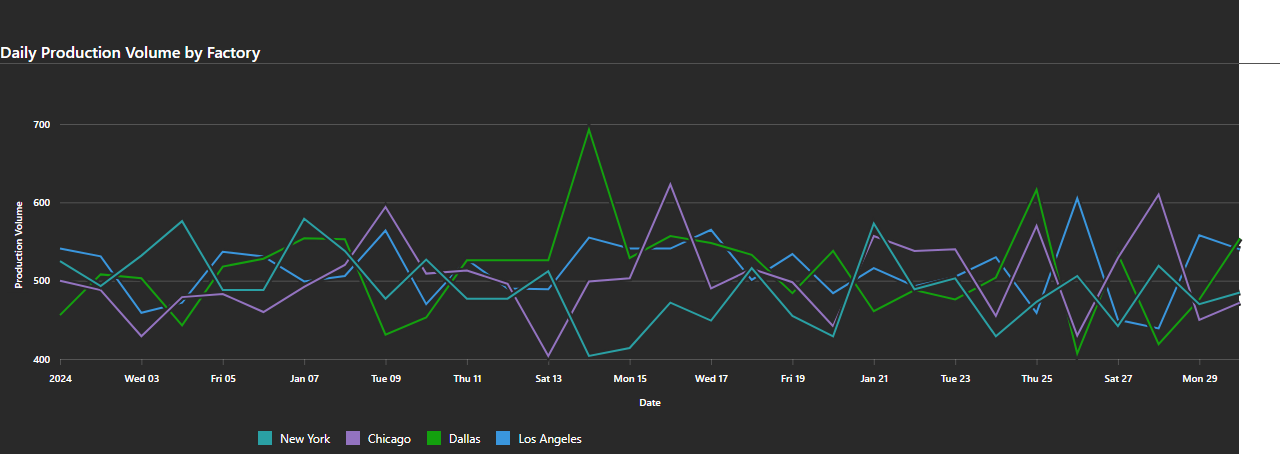 Daily Production Volume by Factory
700
600
500
400
Production Volume
2024 Wed 03 Fri 05 Jan 07 Tue 09 Thu 11 Sat 13 Mon 15 Wed 17 Fri 19 Jan 21 Tue 23 Thu 25 Sat 27 Mon 29
Date
New York Chicago Dallas Los Angeles